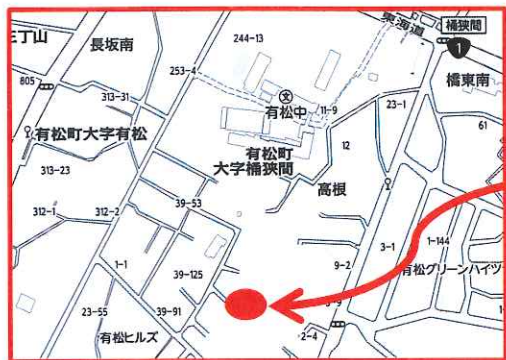 東海道
桶狭間
1
長坂南
244-13
橋東南
805
253-4
313-31
文
有松中
11-9
23-1
61
有松町大字有松
有松町
大字桶狭間
12
313-23
高根
312-1
312-2
39-53
3-1
1-144
1-1
39-125
9-2
有松グリーンハイツ
23-55
39-91
有松ヒルズ
2-4